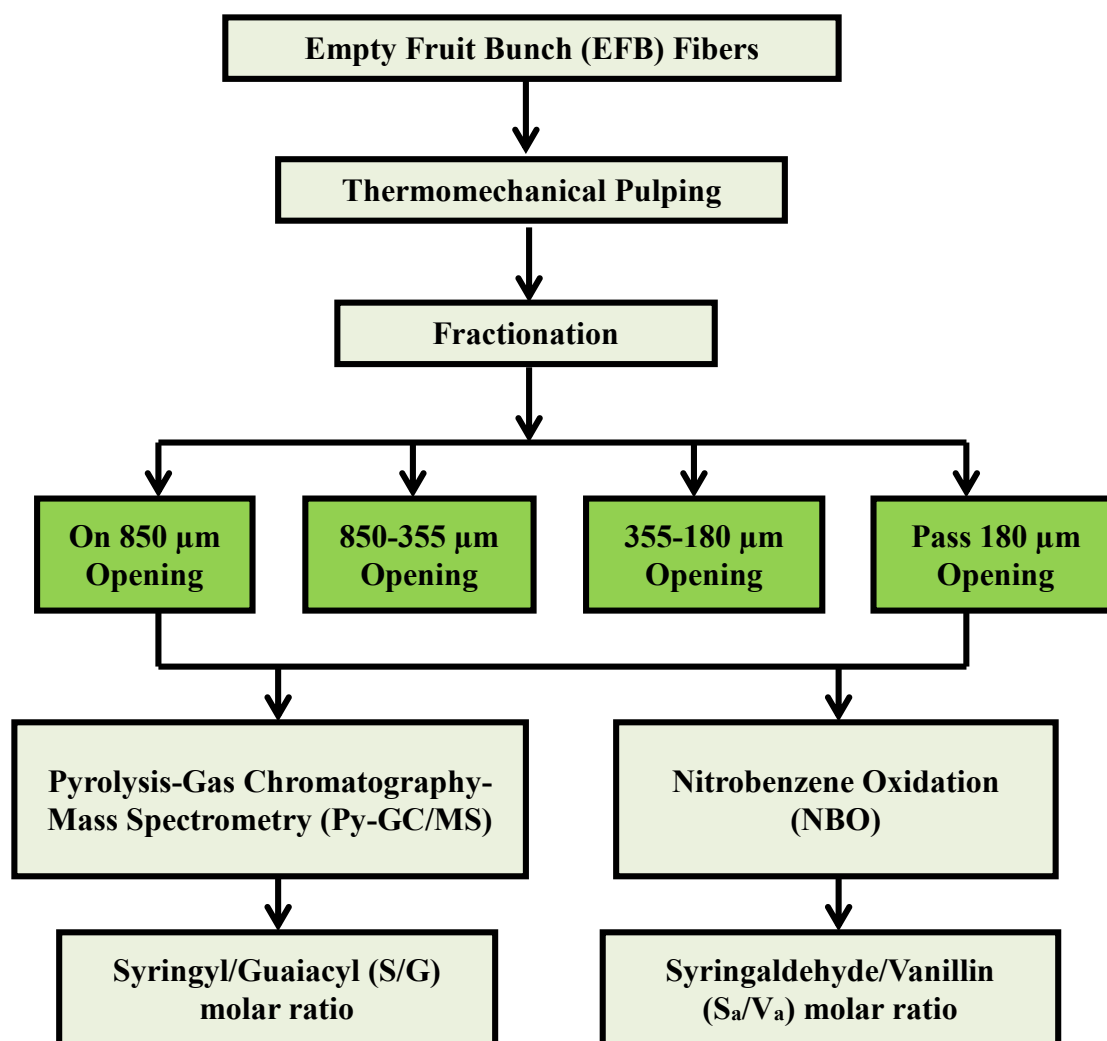 Empty Fruit Bunch (EFB) Fibers
Thermomechanical Pulping
Fractionation
On 850 µm
Opening
850-355 µm
Opening
355-180 µm
Opening
Pass 180 µm
Opening
Pyrolysis-Gas Chromatography-
Mass Spectrometry (Py-GC/MS)
Nitrobenzene Oxidation
(NBO)
Syringyl/Guaiacyl (S/G)
molar ratio
Syringaldehyde/Vanillin
(Sₐ/Vₐ) molar ratio